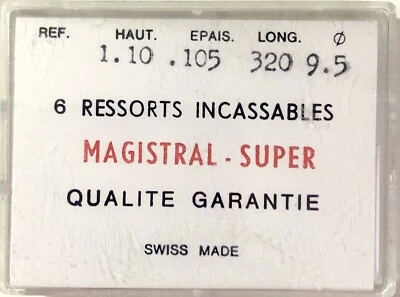 REF. HAUT. EPAIS. LONG. Ø
1.10 .105 320 9.5
6 RESSORTS INCASSABLES
MAGISTRAL - SUPER
QUALITE GARANTIE
SWISS MADE